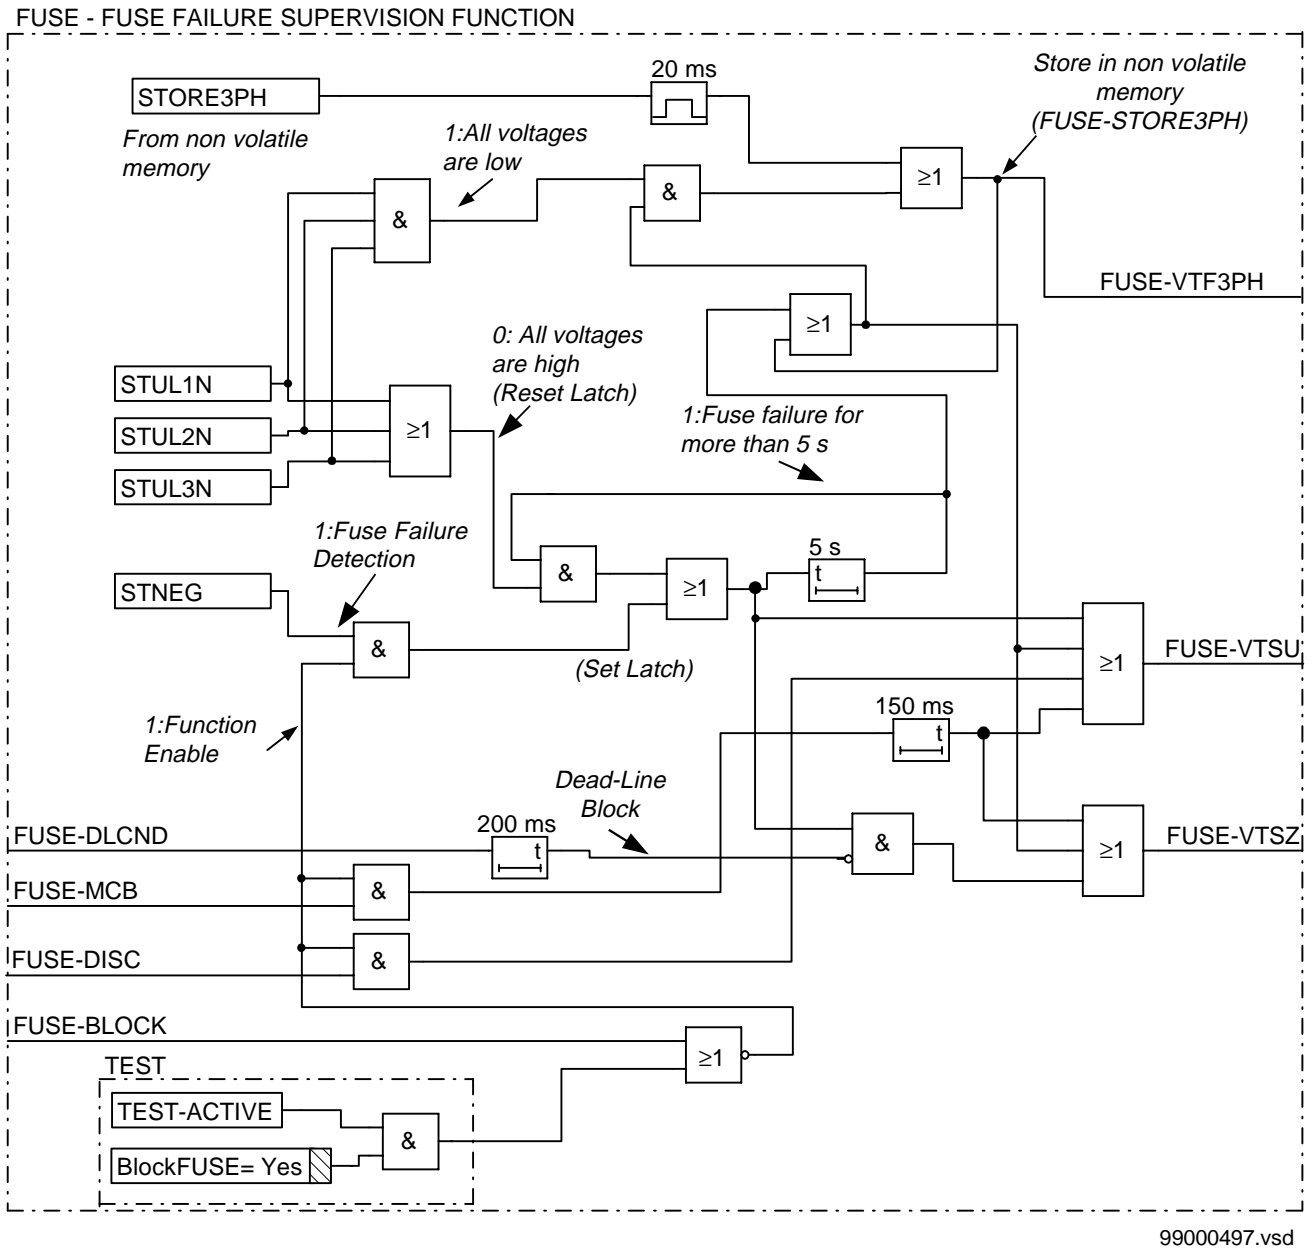 FUSE - FUSE FAILURE SUPERVISION FUNCTION
20 ms
Store in non volatile
memory
(FUSE-STORE3PH)
STORE3PH
From non volatile
memory
1:All voltages
are low
&
&
≥1
FUSE-VTF3PH
≥1
0: All voltages
are high
(Reset Latch)
STUL1N
STUL2N
STUL3N
≥1
1:Fuse failure for
more than 5 s
1:Fuse Failure
Detection
5 s
t
STNEG
&
≥1
&
(Set Latch)
≥1
FUSE-VTSU
1:Function
Enable
150 ms
t
Dead-Line
Block
FUSE-DLCND
200 ms
t
&
≥1
FUSE-VTSZ
FUSE-MCB
&
FUSE-DISC
&
FUSE-BLOCK
≥1
TEST
TEST-ACTIVE
&
BlockFUSE= Yes
99000497.vsd